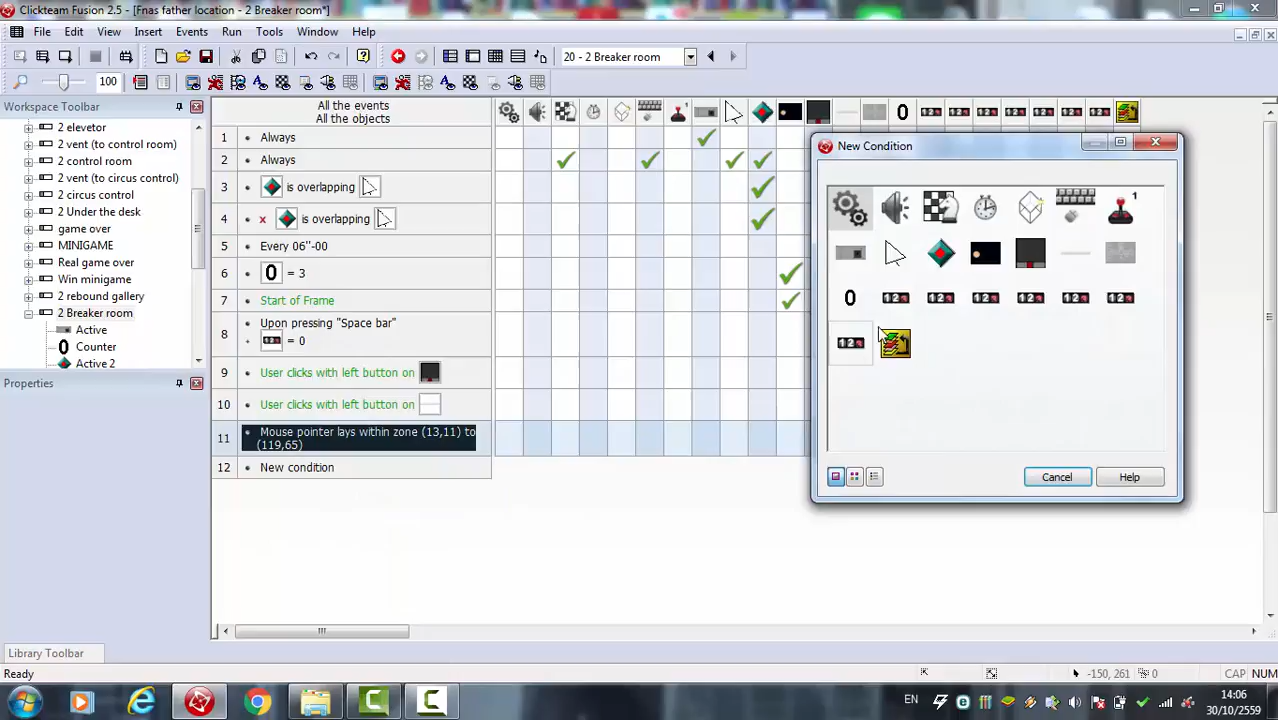 Clickteam Fusion 2.5 - [Fnas father location - 2 Breaker room*]
File Edit View Insert Events Run Tools Window Help
20 - 2 Breaker room
100
Workspace Toolbar
2 elevetor
2 vent (to control room)
2 control room
2 vent (to circus control)
2 circus control
2 Under the desk
game over
MINIGAME
Real game over
Win minigame
2 rebound gallery
2 Breaker room
Active
Counter
Active 2
Properties
Library Toolbar
All the events
All the objects
1 • Always
2 • Always
3 • is overlapping
4 • x is overlapping
5 • Every 06"-00
6 • 0 = 3
7 • Start of Frame
8 • Upon pressing "Space bar"
• = 0
9 • User clicks with left button on
10 • User clicks with left button on
11 • Mouse pointer lays within zone (13,11) to
(119,65)
12 • New condition
New Condition
Cancel
Help
Ready
-150, 261
0
CAP
NUM
EN
14:06
30/10/2559